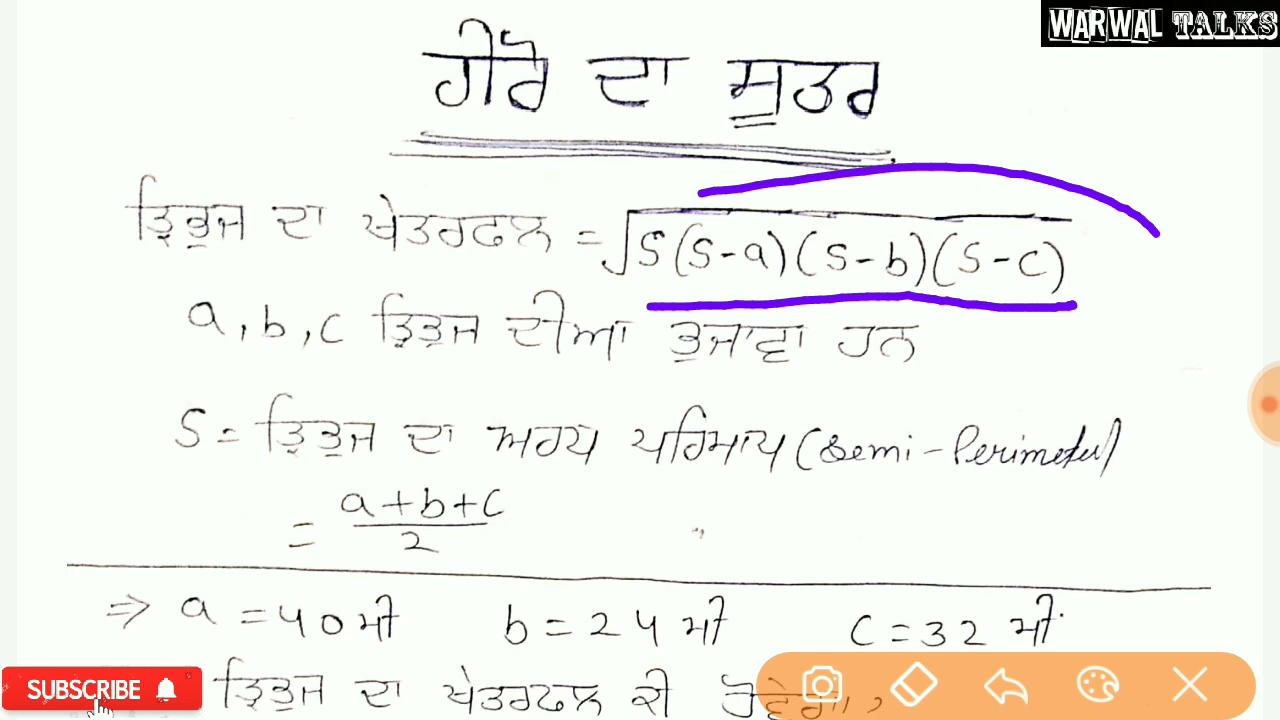 WARWAL TALKS
ਹੀਰੋ ਦਾ ਸੂਤਰ
ਤ੍ਰਿਭੁਜ ਦਾ ਖੇਤਰਫਲ = √S(S-a)(S-b)(S-c)
a, b, c ਤ੍ਰਿਭੁਜ ਦੀਆ ਭੁਜਾਵਾ ਹਨ
S = ਤ੍ਰਿਭੁਜ ਦਾ ਅਰਧ ਪਰਿਮਾਪ (Semi-Perimeter)
= a+b+c
2
⇒ a = 40 ਮੀ b = 24 ਮੀ c = 32 ਮੀ
SUBSCRIBE ਤ੍ਰਿਭੁਜ ਦਾ ਖੇਤਰਫਲ ਕੀ